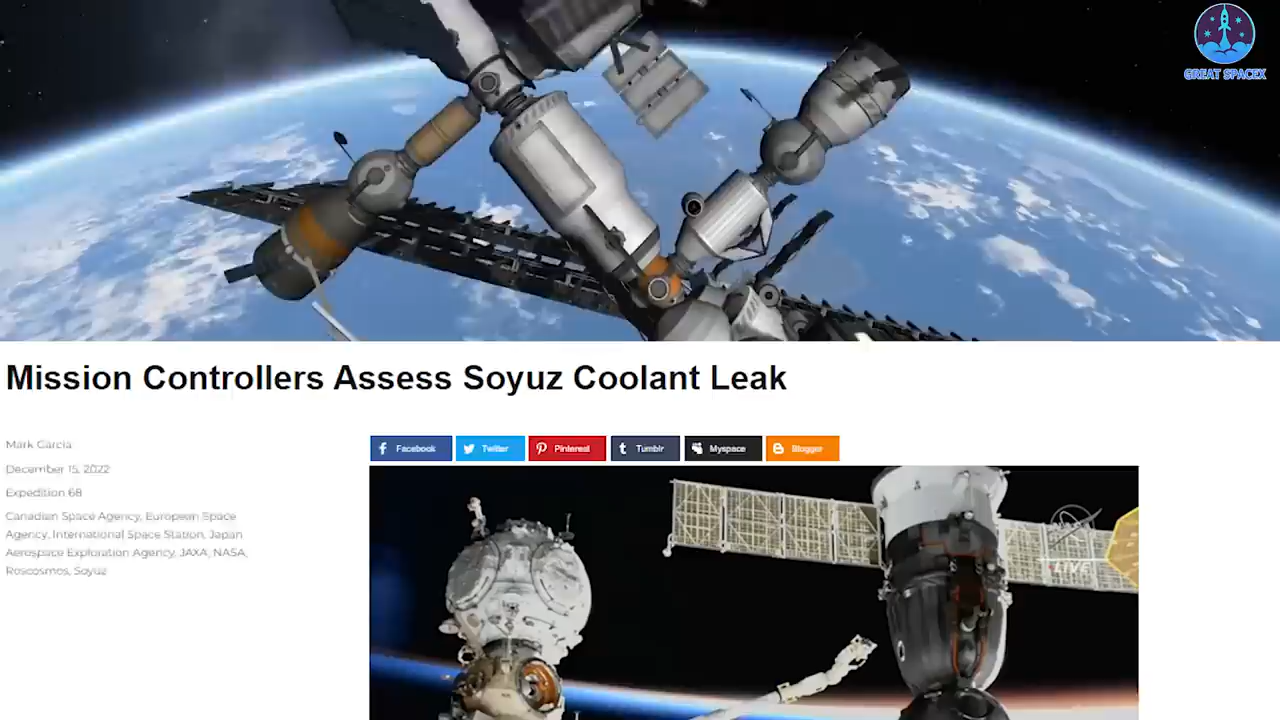 GREAT SPACEX
Mission Controllers Assess Soyuz Coolant Leak
Mark Garcia
December 15, 2022
Expedition 68
Canadian Space Agency, European Space
Agency, International Space Station, Japan
Aerospace Exploration Agency, JAXA, NASA,
Roscosmos, Soyuz
Facebook
Twitter
Pinterest
Tumblr
Myspace
Blogger
LIVE